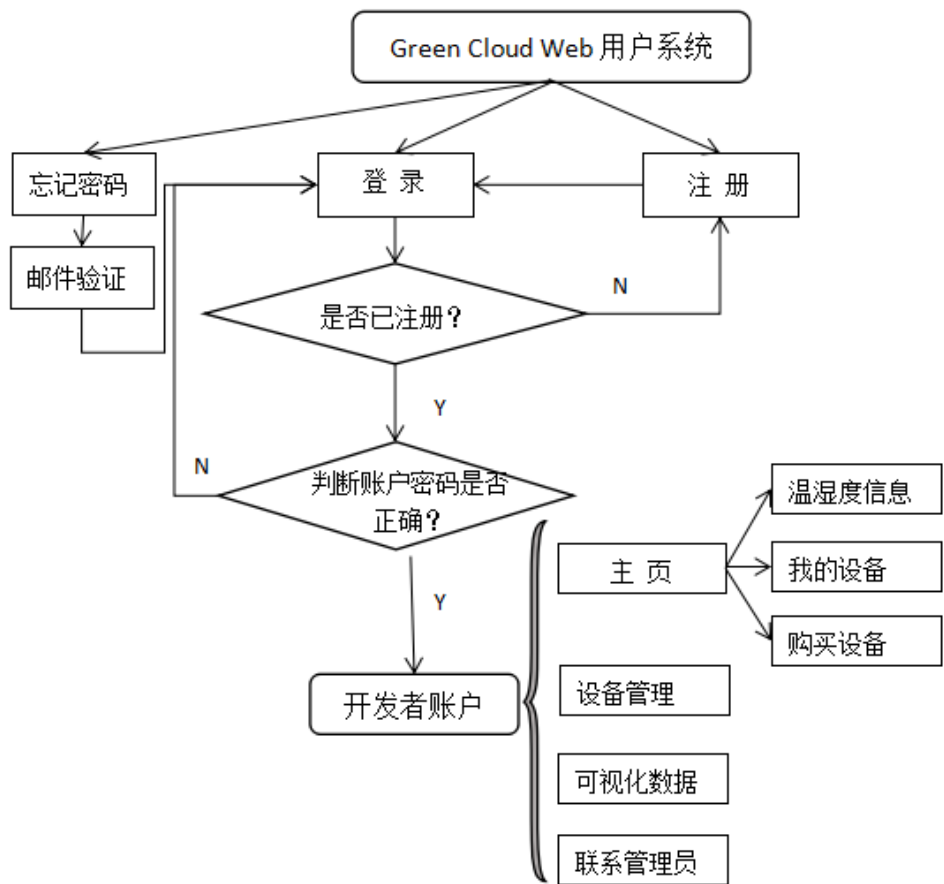 Green Cloud Web 用户系统
忘记密码
登 录
注 册
邮件验证
N
是否已注册？
Y
N
判断账户密码是否
正确？
Y
开发者账户
主 页
温湿度信息
我的设备
购买设备
设备管理
可视化数据
联系管理员